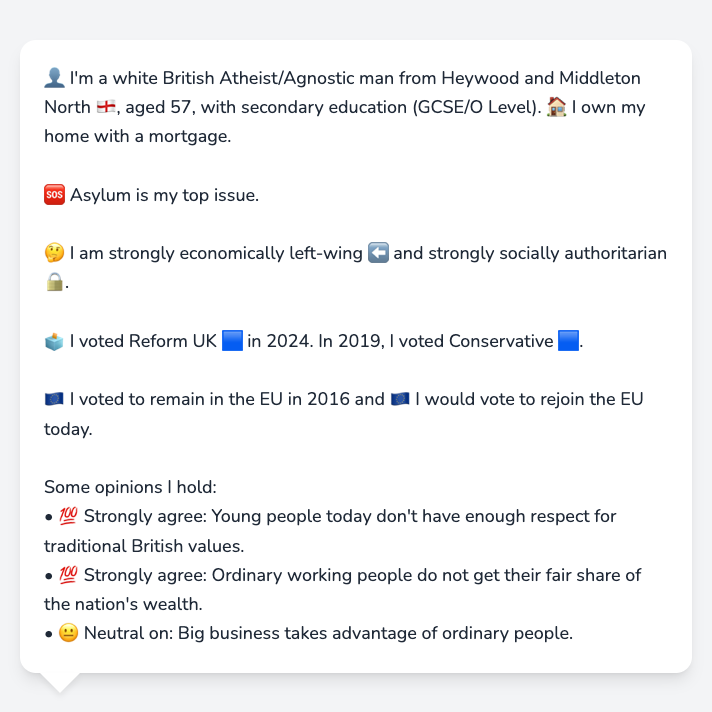 👤 I'm a white British Atheist/Agnostic man from Heywood and Middleton
North 🏴󠁧󠁢󠁥󠁮󠁧󠁿, aged 57, with secondary education (GCSE/O Level). 🏠 I own my
home with a mortgage.
🆘 Asylum is my top issue.
🤔 I am strongly economically left-wing ⬅️ and strongly socially authoritarian
🔒.
🗳️ I voted Reform UK 🟦 in 2024. In 2019, I voted Conservative 🟦.
🇪🇺 I voted to remain in the EU in 2016 and 🇪🇺 I would vote to rejoin the EU
today.
Some opinions I hold:
• 💯 Strongly agree: Young people today don't have enough respect for
traditional British values.
• 💯 Strongly agree: Ordinary working people do not get their fair share of
the nation's wealth.
• 😐 Neutral on: Big business takes advantage of ordinary people.